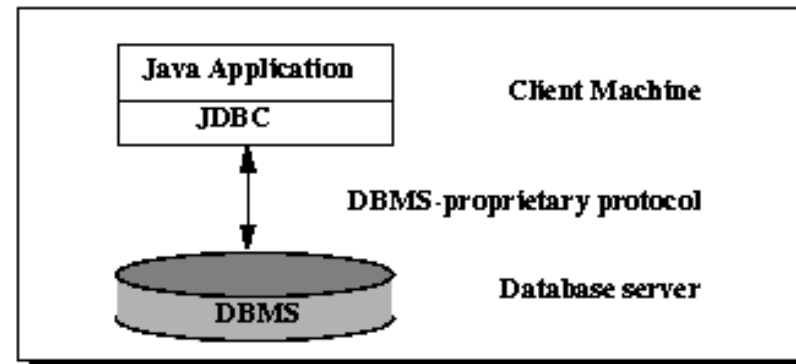 Java Application
JDBC
Client Machine
DBMS-proprietary protocol
Database server
DBMS